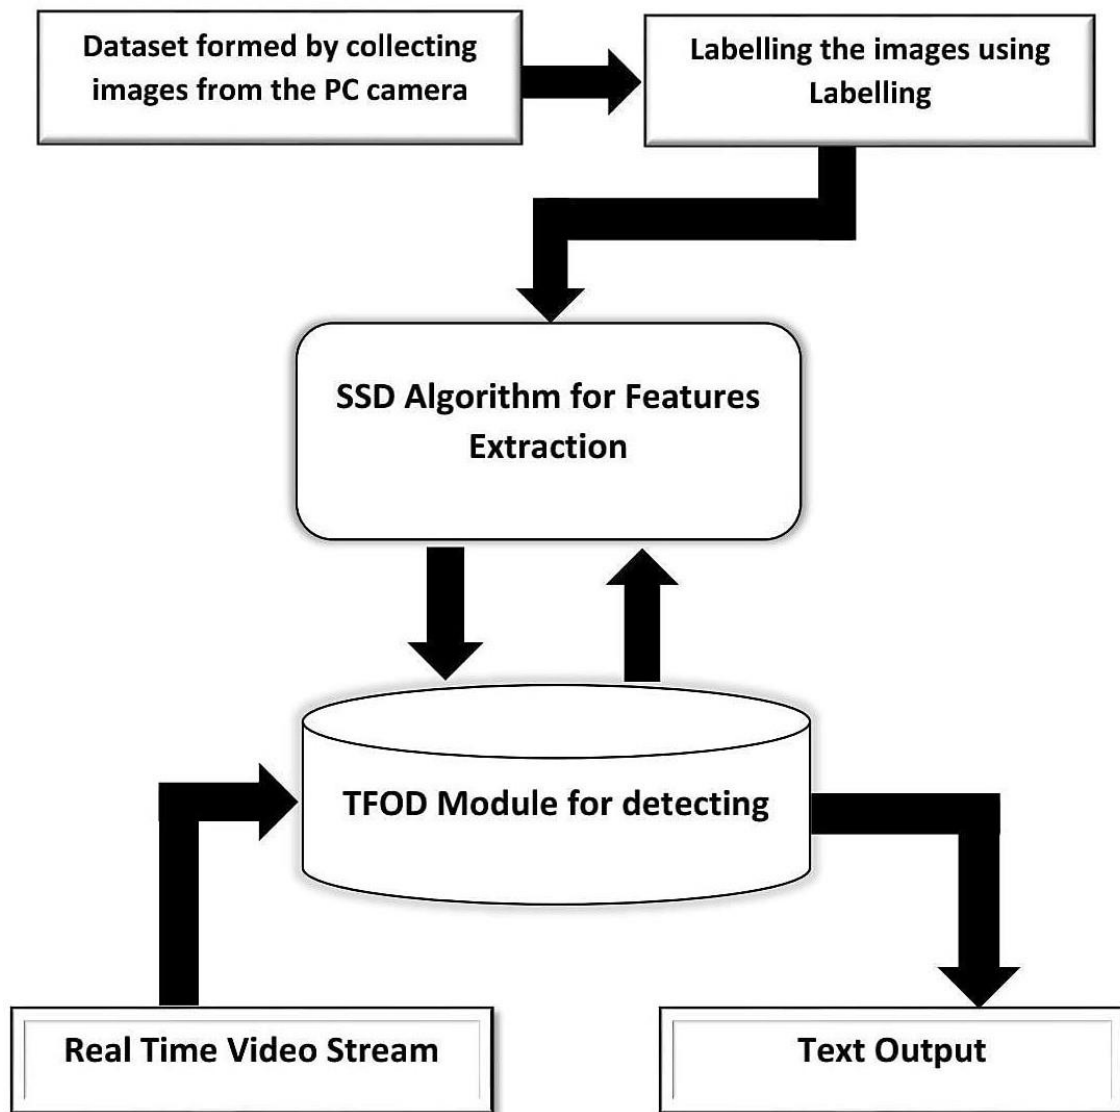 Dataset formed by collecting
images from the PC camera
Labelling the images using
Labelling
SSD Algorithm for Features
Extraction
TFOD Module for detecting
Real Time Video Stream
Text Output